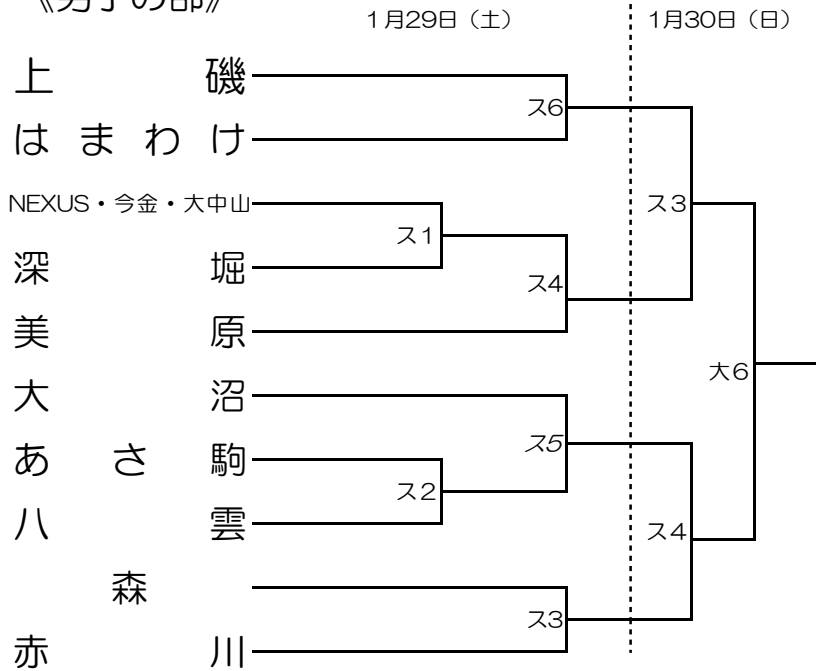 《男子の部》
1月29日（土） 1月30日（日）
上磯
ス6
はまわけ
NEXUS・今金・大中山
ス3
ス1
深堀
ス4
美原
大6
大沼
ス5
あさ駒
ス2
八雲
ス4
森
ス3
赤川